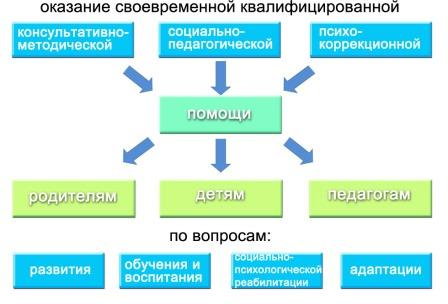 оказание своевременной квалифицированной
консультативно-
методической
социально-
педагогической
психо-
коррекционной
помощи
родителям
детям
педагогам
по вопросам:
развития
обучения и
воспитания
социально-
психологической
реабилитации
адаптации